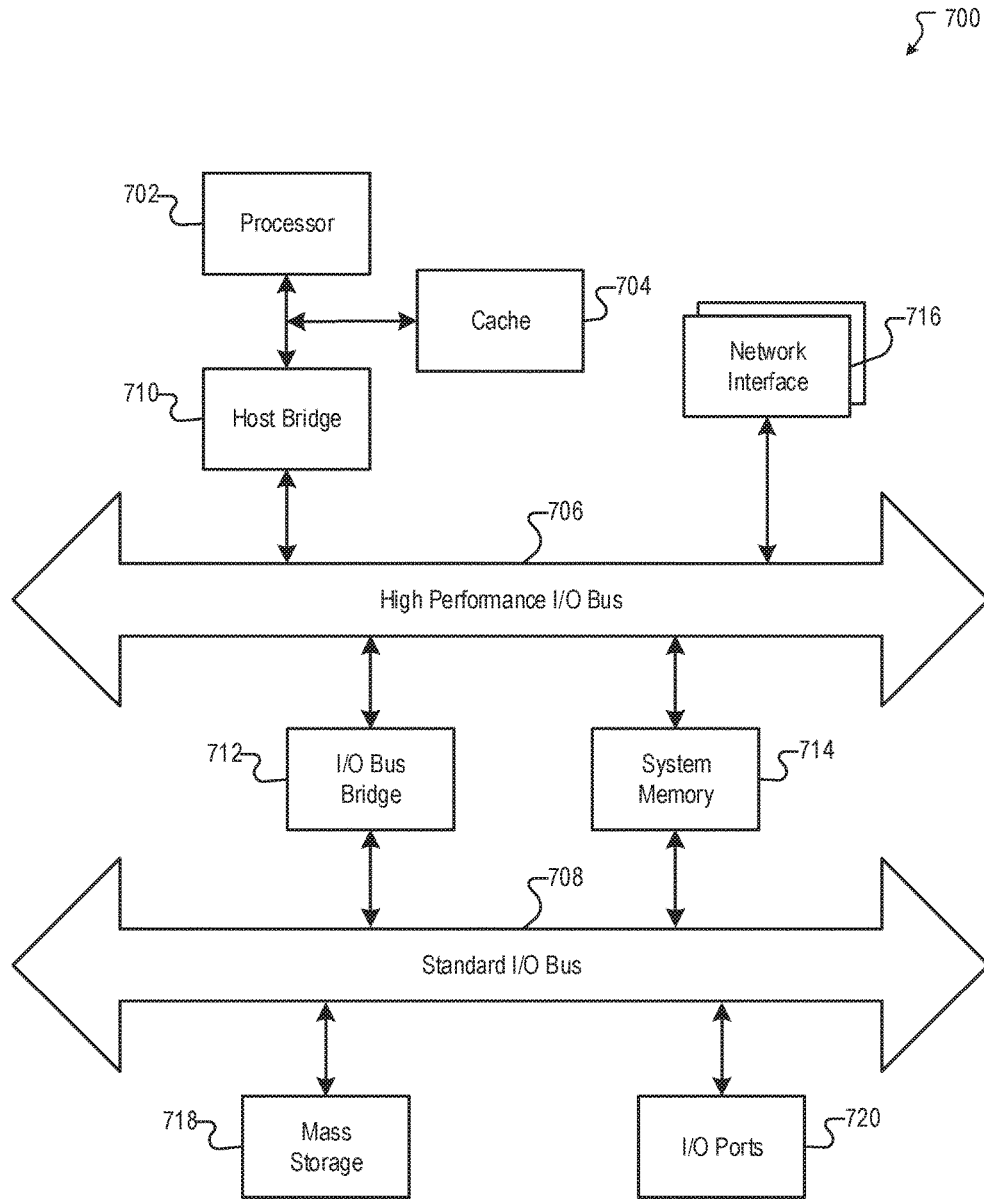 700
702
Processor
Cache
704
Network
Interface
716
710
Host Bridge
706
High Performance I/O Bus
712
I/O Bus
Bridge
System
Memory
714
708
Standard I/O Bus
718
Mass
Storage
I/O Ports
720